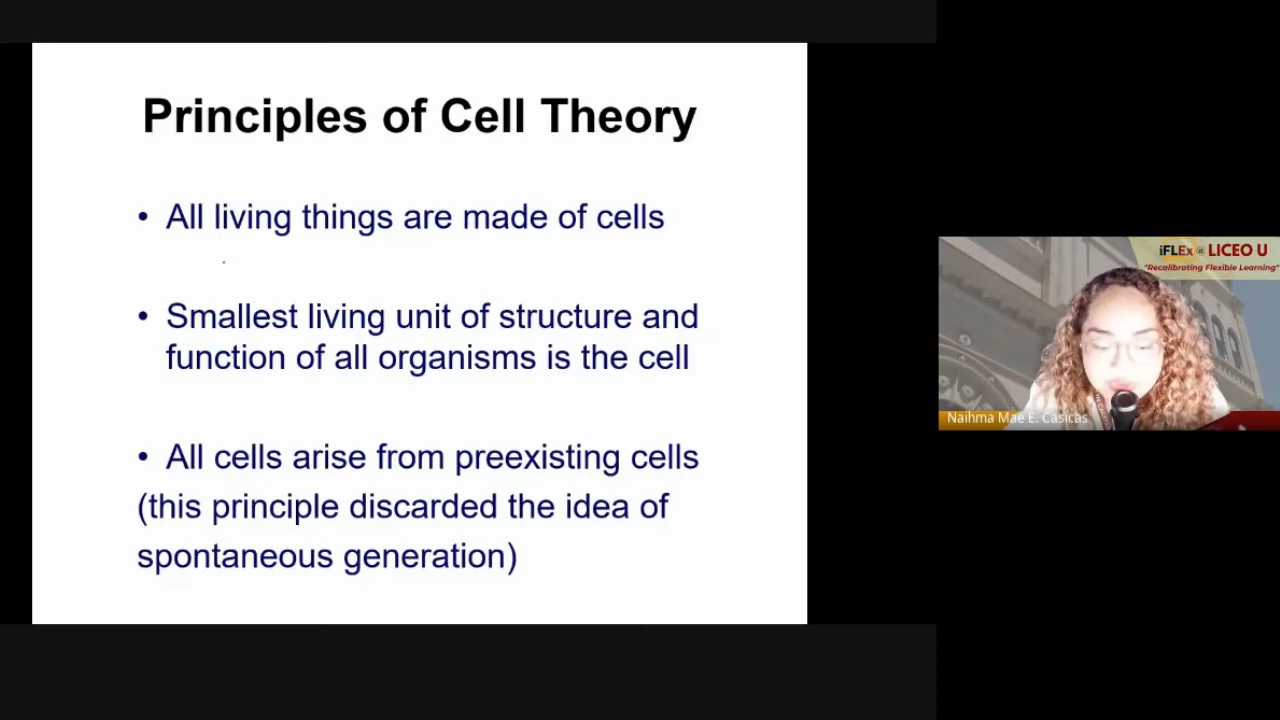 Principles of Cell Theory
• All living things are made of cells
• Smallest living unit of structure and
function of all organisms is the cell
• All cells arise from preexisting cells
(this principle discarded the idea of
spontaneous generation)
iFLEx @ LICEO U
"Recalibrating Flexible Learning"
Naihma Mae E. Casicas